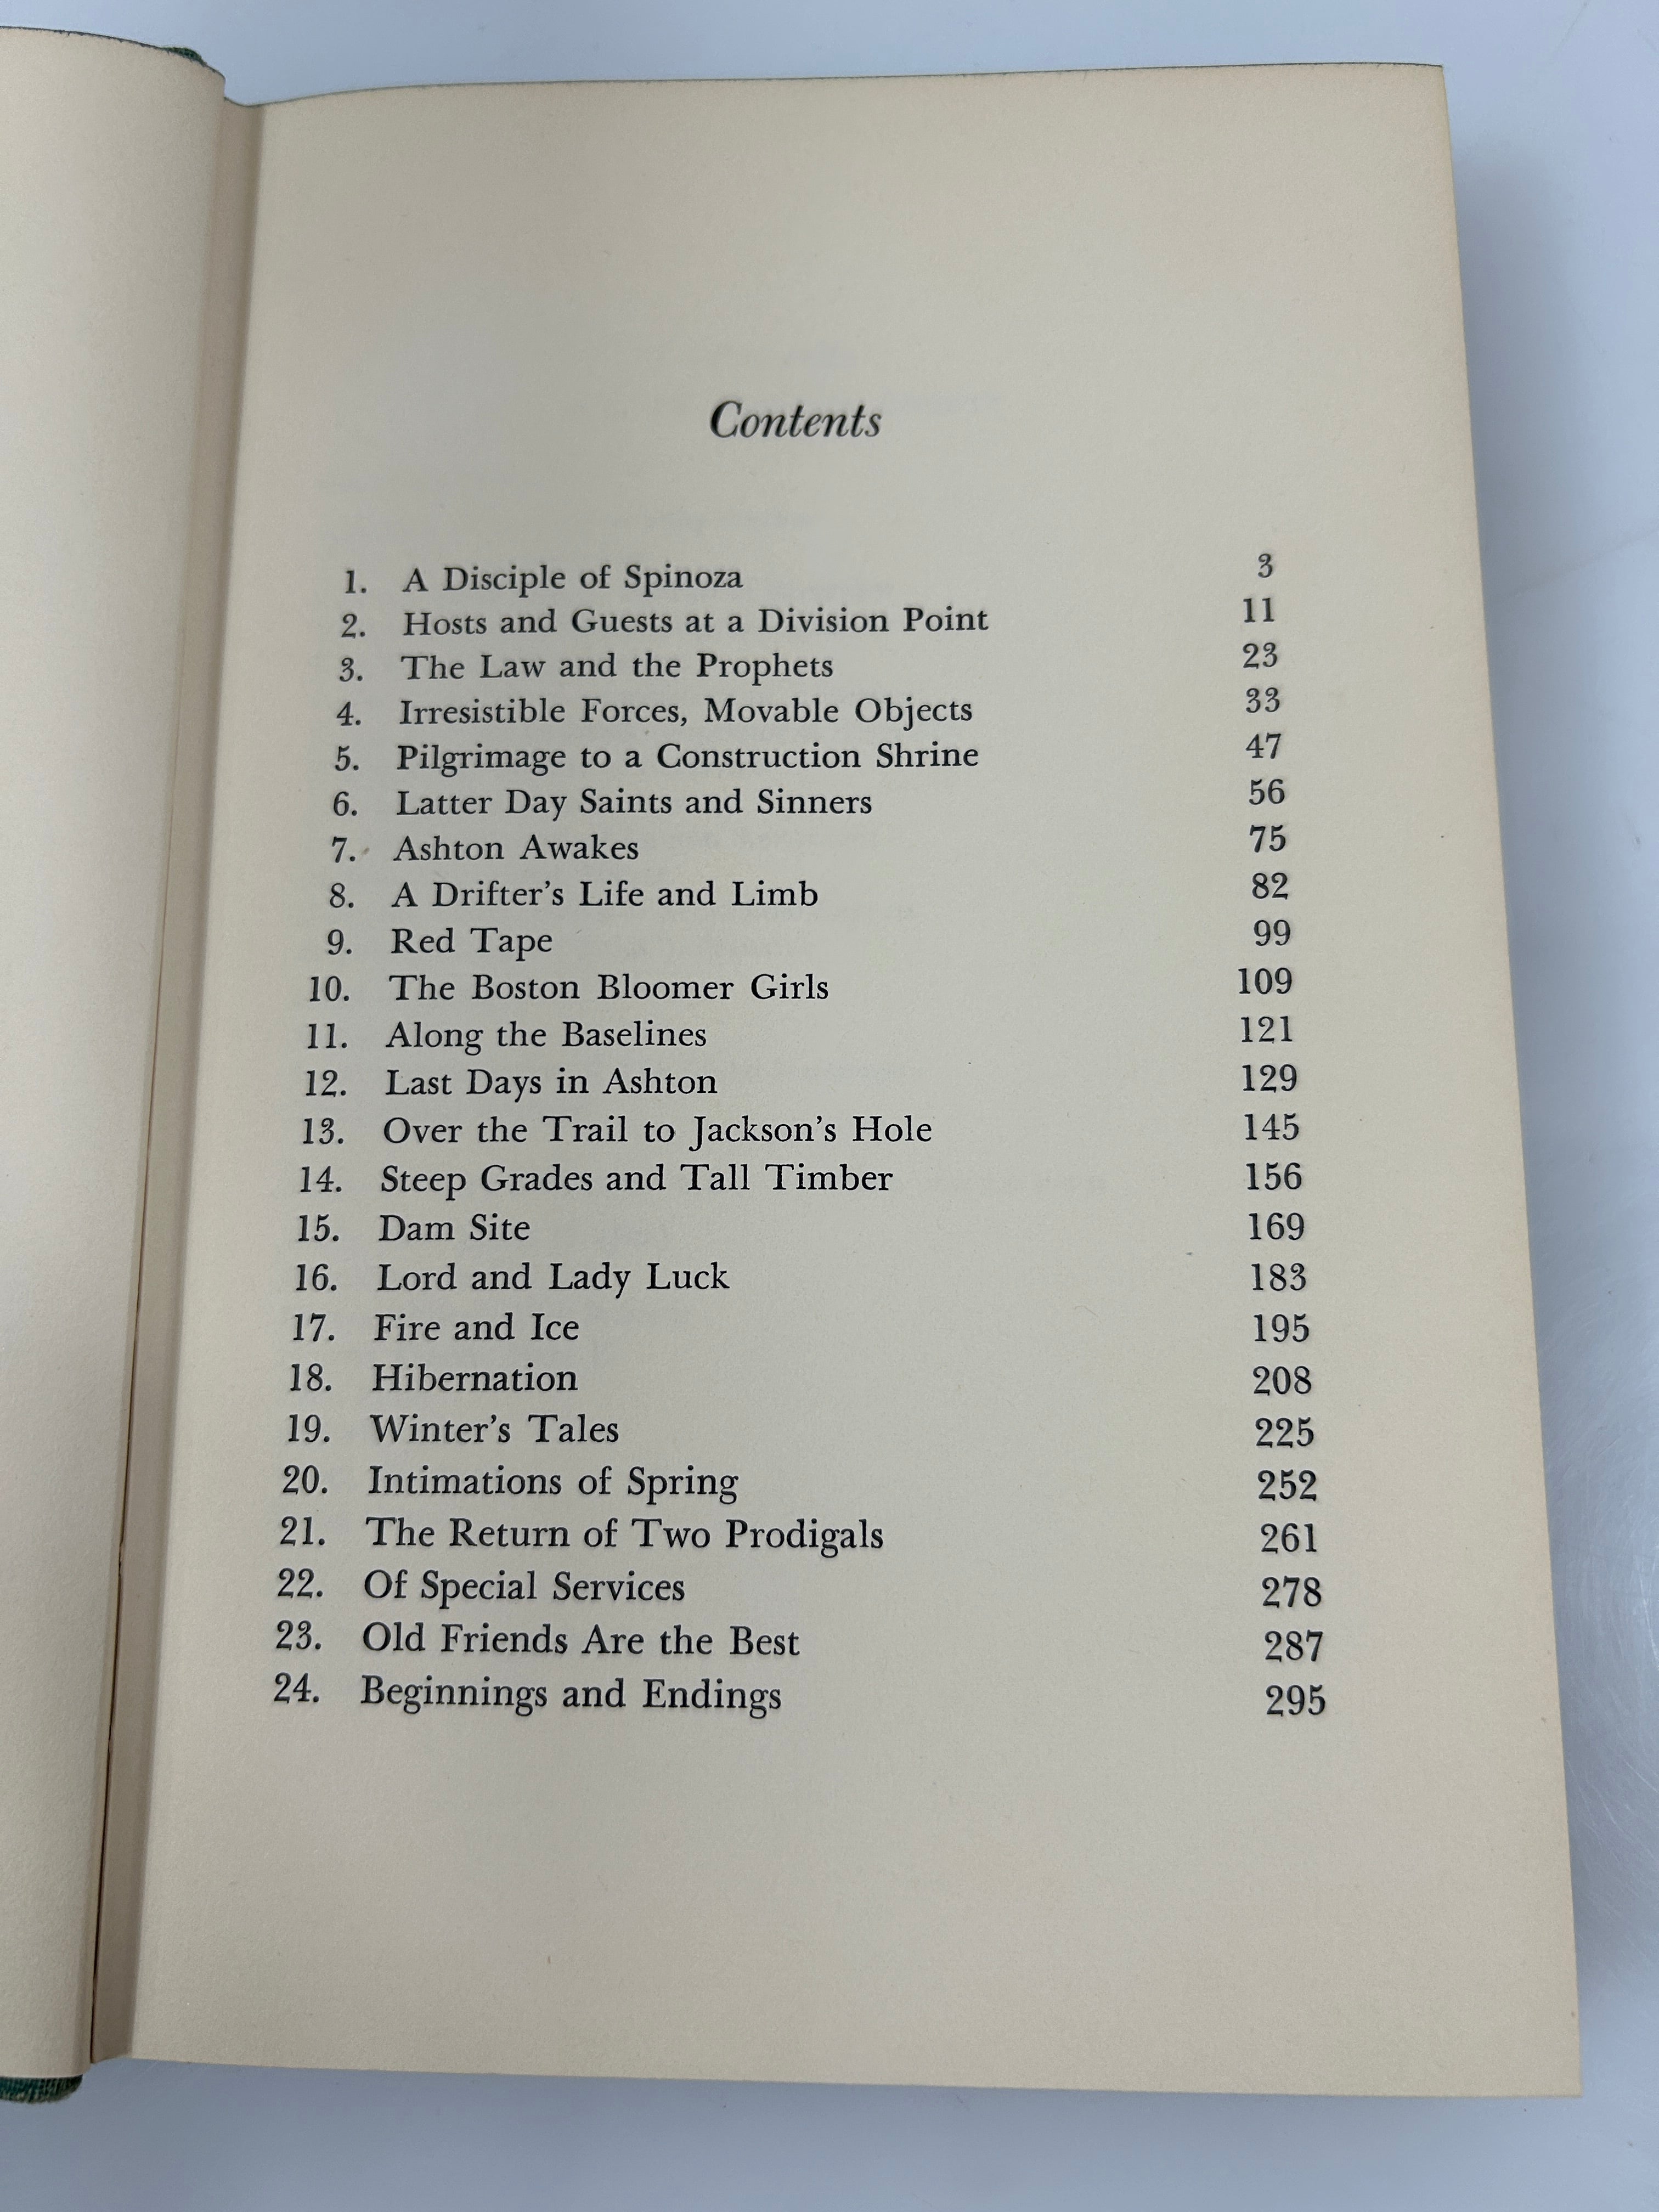 Contents
1. A Disciple of Spinoza 3
2. Hosts and Guests at a Division Point 11
3. The Law and the Prophets 23
4. Irresistible Forces, Movable Objects 33
5. Pilgrimage to a Construction Shrine 47
6. Latter Day Saints and Sinners 56
7. Ashton Awakes 75
8. A Drifter's Life and Limb 82
9. Red Tape 99
10. The Boston Bloomer Girls 109
11. Along the Baselines 121
12. Last Days in Ashton 129
13. Over the Trail to Jackson's Hole 145
14. Steep Grades and Tall Timber 156
15. Dam Site 169
16. Lord and Lady Luck 183
17. Fire and Ice 195
18. Hibernation 208
19. Winter's Tales 225
20. Intimations of Spring 252
21. The Return of Two Prodigals 261
22. Of Special Services 278
23. Old Friends Are the Best 287
24. Beginnings and Endings 295